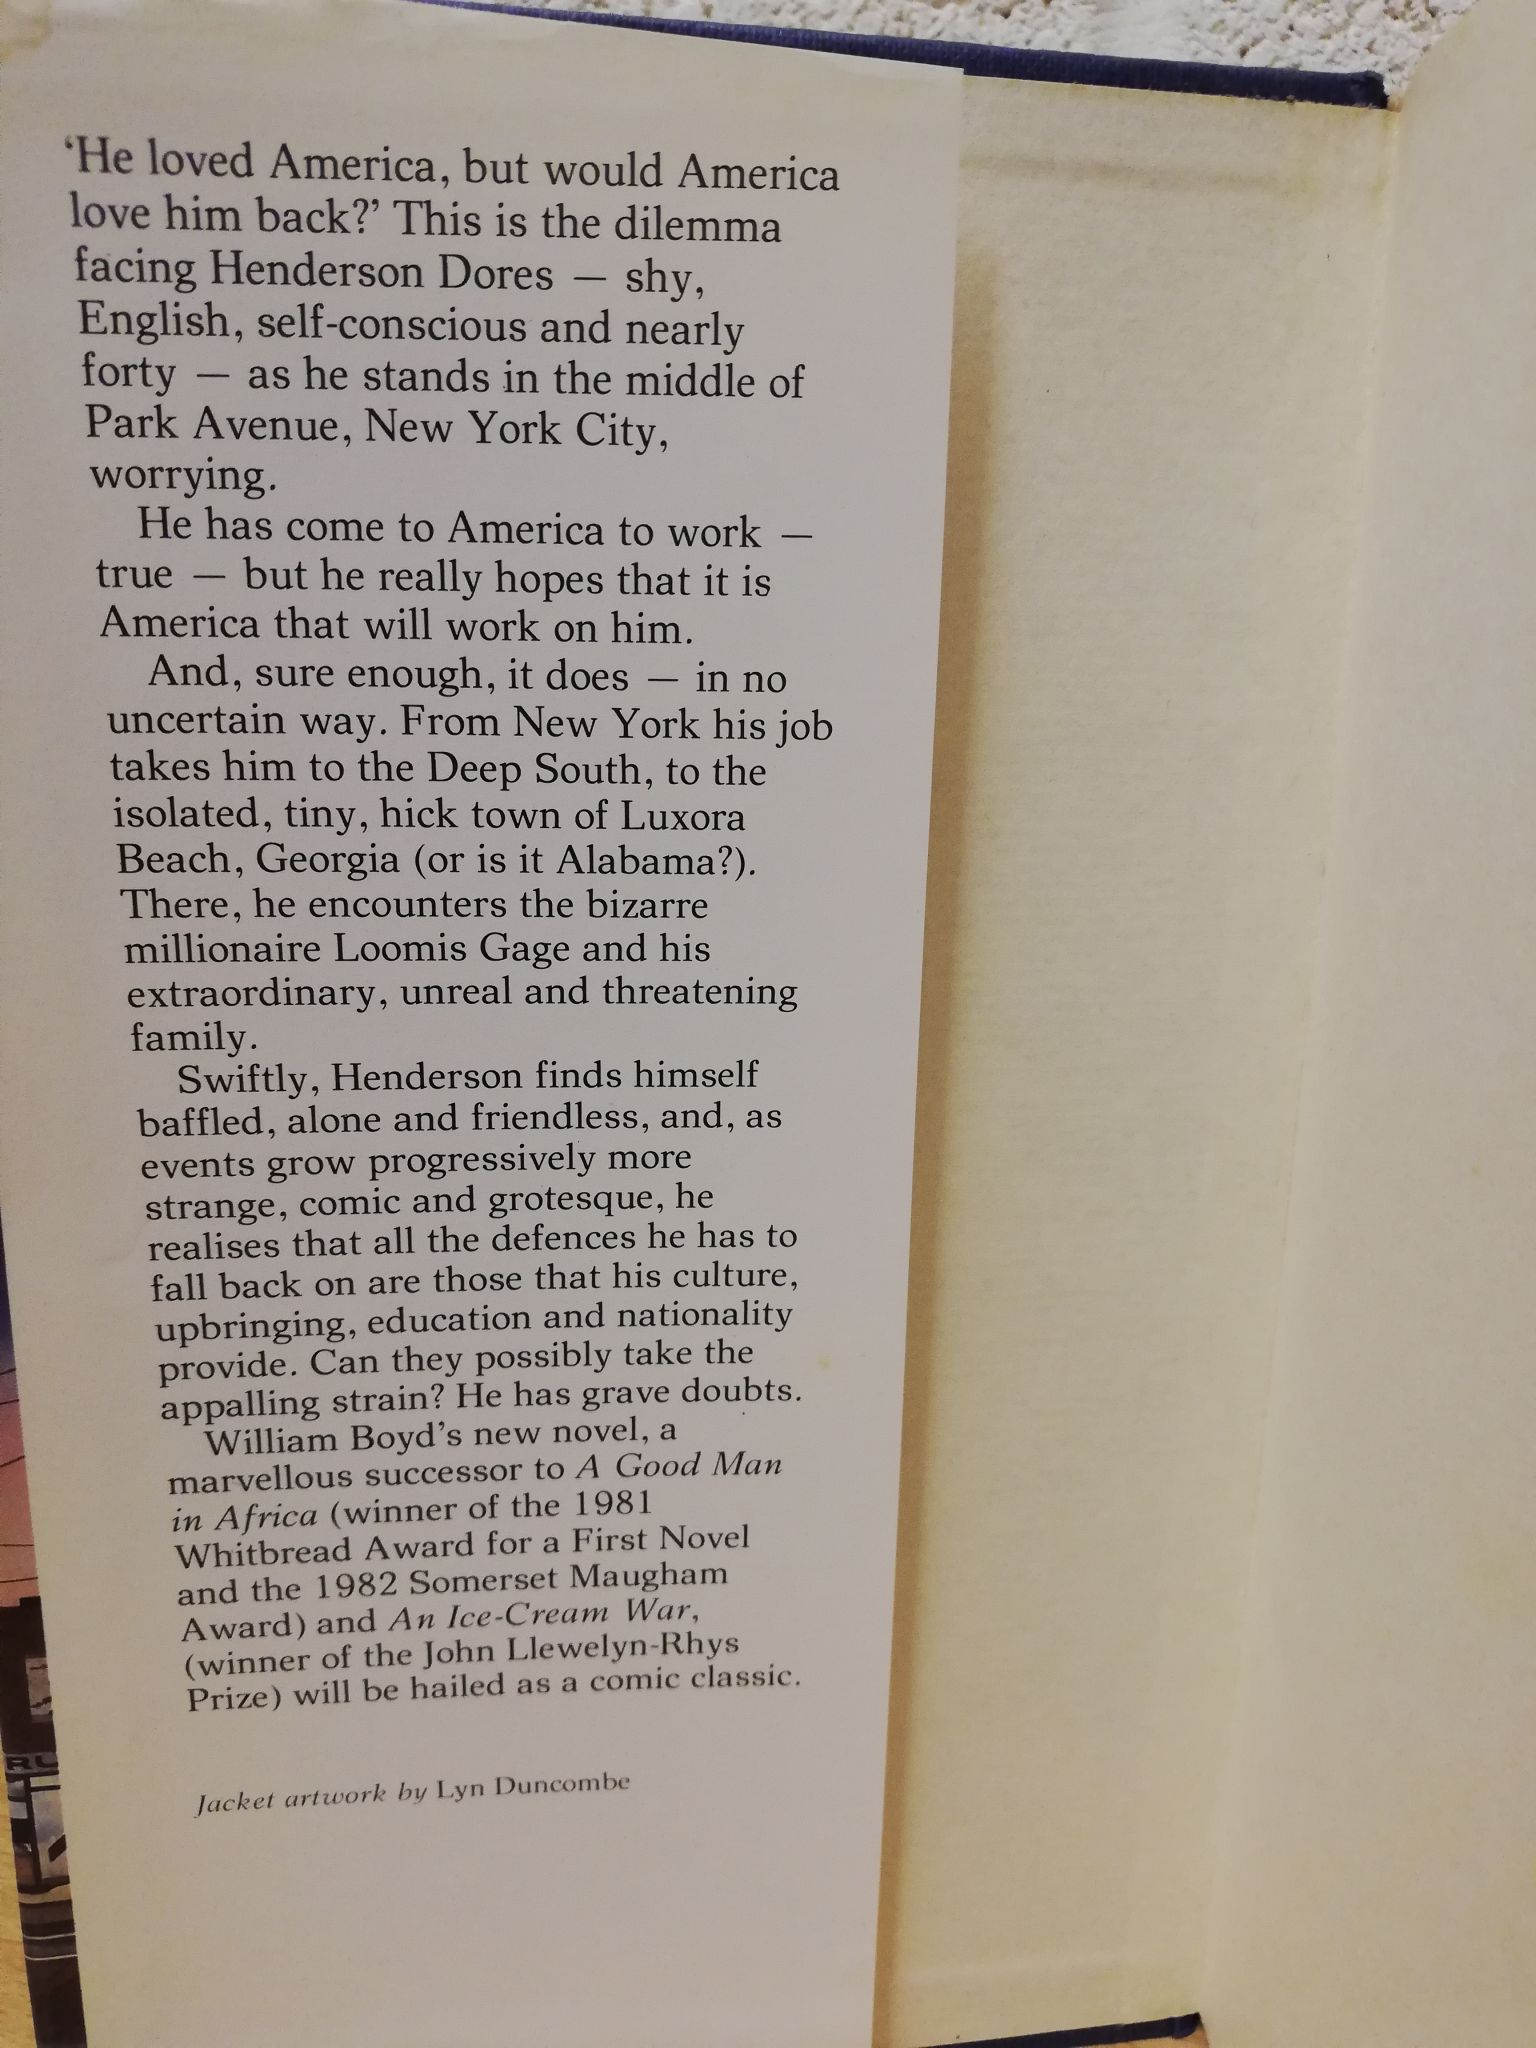 ‘He loved America, but would America
love him back?’ This is the dilemma
facing Henderson Dores — shy,
English, self-conscious and nearly
forty — as he stands in the middle of
Park Avenue, New York City,
worrying.
He has come to America to work —
true — but he really hopes that it is
America that will work on him.
And, sure enough, it does — in no
uncertain way. From New York his job
takes him to the Deep South, to the
isolated, tiny, hick town of Luxora
Beach, Georgia (or is it Alabama?).
There, he encounters the bizarre
millionaire Loomis Gage and his
extraordinary, unreal and threatening
family.
Swiftly, Henderson finds himself
baffled, alone and friendless, and, as
events grow progressively more
strange, comic and grotesque, he
realises that all the defences he has to
fall back on are those that his culture,
upbringing, education and nationality
provide. Can they possibly take the
appalling strain? He has grave doubts.
William Boyd’s new novel, a
marvellous successor to A Good Man
in Africa (winner of the 1981
Whitbread Award for a First Novel
and the 1982 Somerset Maugham
Award) and An Ice-Cream War,
(winner of the John Llewelyn-Rhys
Prize) will be hailed as a comic classic.
Jacket artwork by Lyn Duncombe